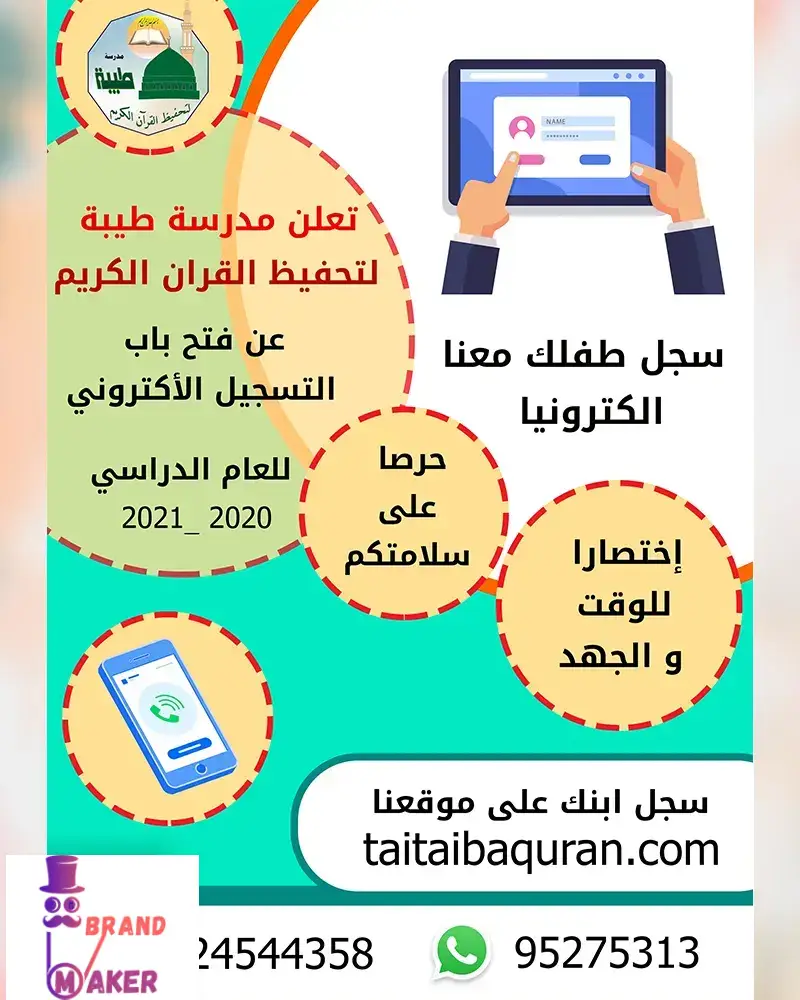 مدرسة
طيبة
لتحفيظ القرآن الكريم
تعلن مدرسة طيبة
لتحفيظ القران الكريم
عن فتح باب
التسجيل الأكتروني
للعام الدراسي
2021_ 2020
NAME
سجل طفلك معنا
الكترونيا
حرصا
على
سلامتكم
إختصارا
للوقت
و الجهد
سجل ابنك على موقعنا
taitaibaquran.com
24544358
95275313
BRAND
MAKER